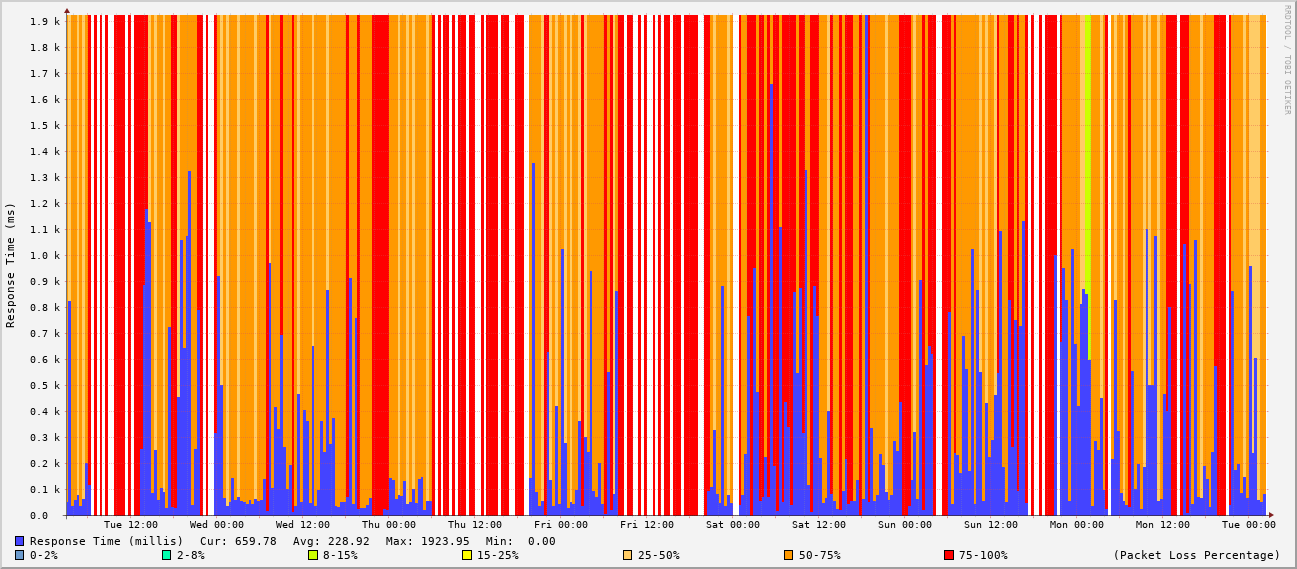 RRDTOOL / TOBI OETIKER
Response Time (ms)
1.9 k
1.8 k
1.7 k
1.6 k
1.5 k
1.4 k
1.3 k
1.2 k
1.1 k
1.0 k
0.9 k
0.8 k
0.7 k
0.6 k
0.5 k
0.4 k
0.3 k
0.2 k
0.1 k
0.0
Tue 12:00 Wed 00:00 Wed 12:00 Thu 00:00 Thu 12:00 Fri 00:00 Fri 12:00 Sat 00:00 Sat 12:00 Sun 00:00 Sun 12:00 Mon 00:00 Mon 12:00 Tue 00:00
Response Time (millis) Cur: 659.78 Avg: 228.92 Max: 1923.95 Min: 0.00
0-2% 2-8% 8-15% 15-25% 25-50% 50-75% 75-100% (Packet Loss Percentage)